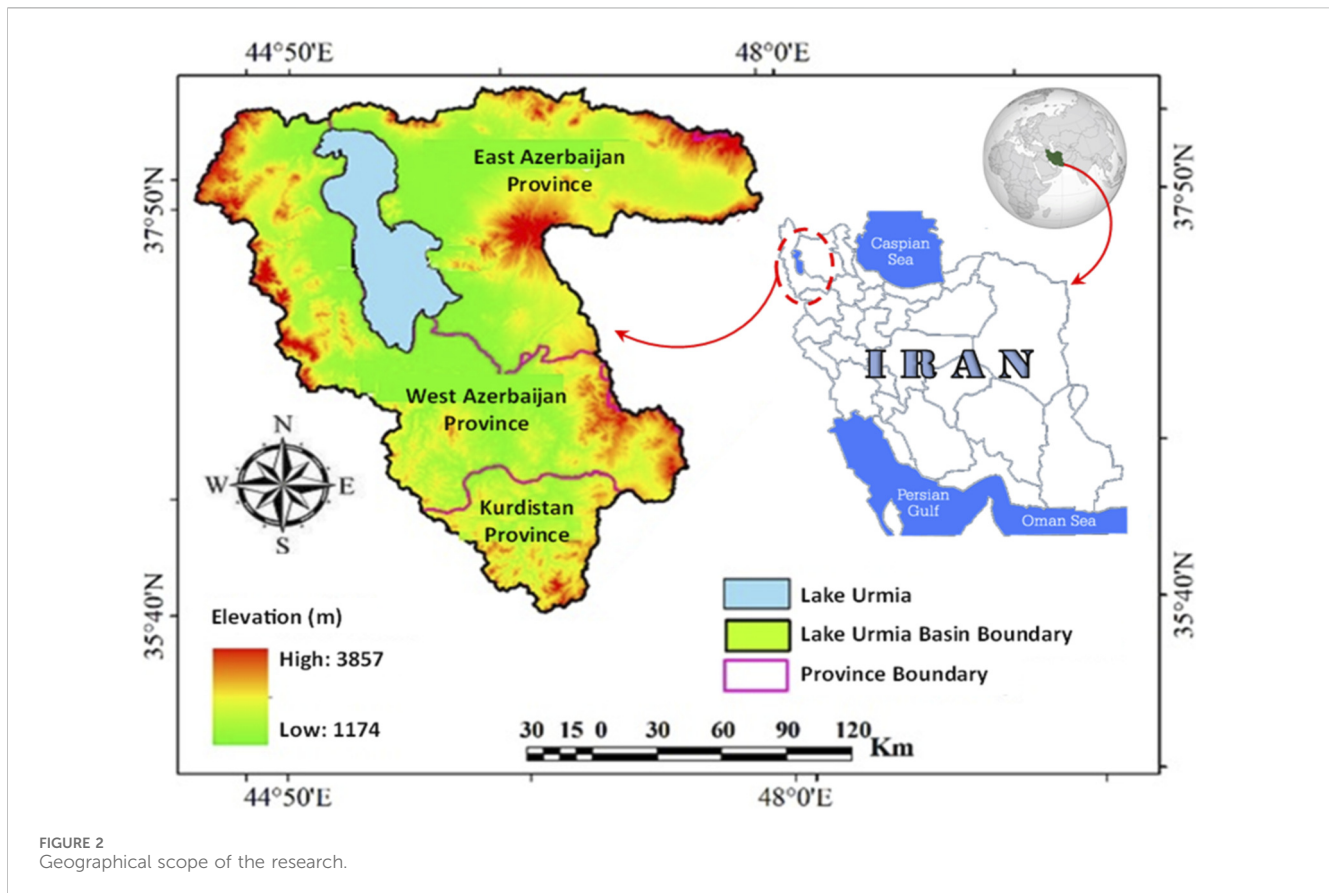 44°50'E
48°0'E
37°50'N
37°50'N
East Azerbaijan
Province
Caspian
Sea
IRAN
West Azerbaijan
Province
N
W
E
S
Kurdistan
Province
Persian
Gulf
Oman Sea
35°40'N
35°40'N
Elevation (m)
High: 3857
Low: 1174
Lake Urmia
Lake Urmia Basin Boundary
Province Boundary
30 15 0 30 60 90 120 Km
44°50'E
48°0'E
FIGURE 2
Geographical scope of the research.